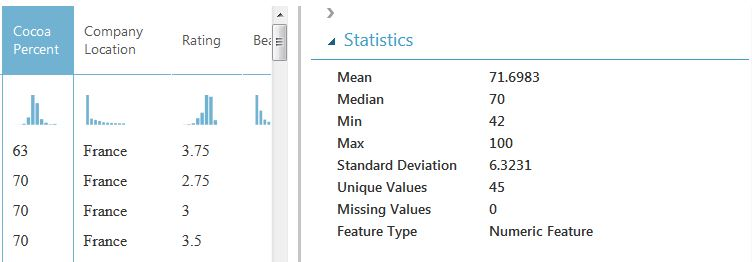 Cocoa Percent Company Location Rating Bea
63 France 3.75
70 France 2.75
70 France 3
70 France 3.5
Statistics
Mean 71.6983
Median 70
Min 42
Max 100
Standard Deviation 6.3231
Unique Values 45
Missing Values 0
Feature Type Numeric Feature